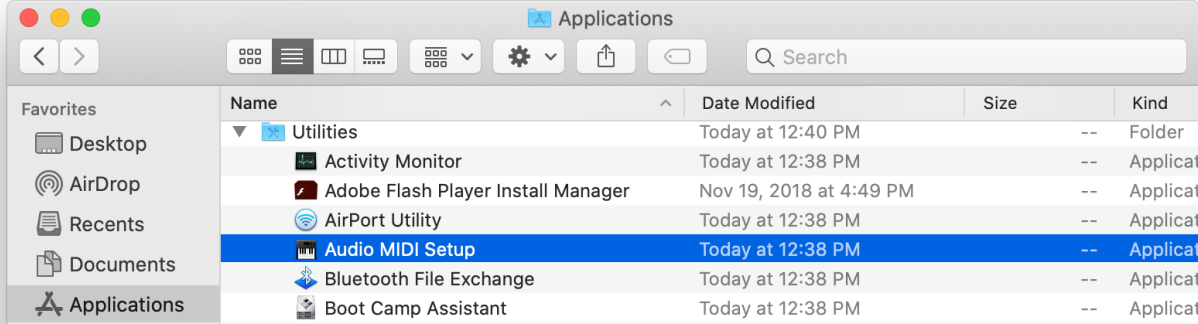 Applications
Search
Favorites
Desktop
AirDrop
Recents
Documents
Applications
Name Date Modified Size Kind
Utilities Today at 12:40 PM -- Folder
Activity Monitor Today at 12:38 PM -- Applicat
Adobe Flash Player Install Manager Nov 19, 2018 at 4:49 PM -- Applicat
AirPort Utility Today at 12:38 PM -- Applicat
Audio MIDI Setup Today at 12:38 PM -- Applicat
Bluetooth File Exchange Today at 12:38 PM -- Applicat
Boot Camp Assistant Today at 12:38 PM -- Applicat